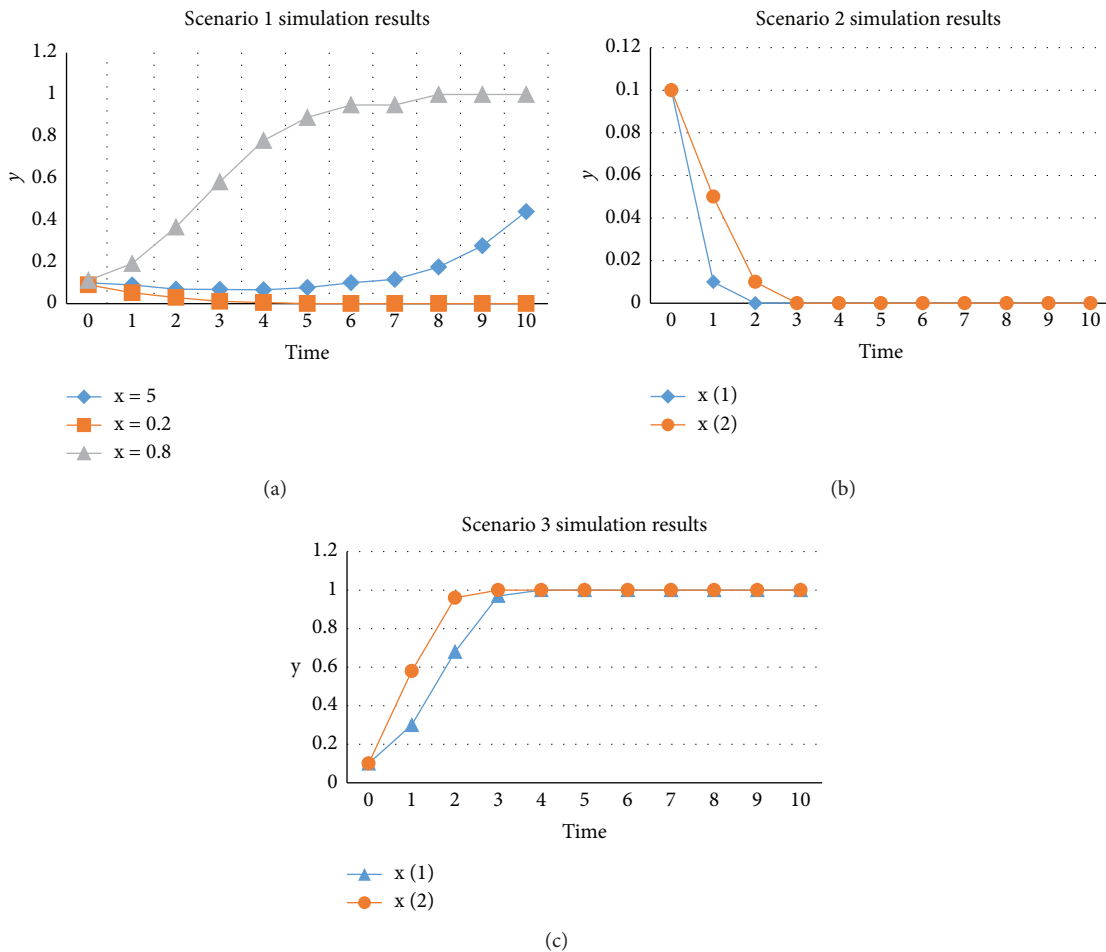 Scenario 1 simulation results
1.2
1
0.8
0.6
0.4
0.2
0
y
0 1 2 3 4 5 6 7 8 9 10
Time
x = 5
x = 0.2
x = 0.8
(a)
Scenario 2 simulation results
0.12
0.1
0.08
0.06
0.04
0.02
0
y
0 1 2 3 4 5 6 7 8 9 10
Time
x (1)
x (2)
(b)
Scenario 3 simulation results
1.2
1
0.8
0.6
0.4
0.2
0
y
0 1 2 3 4 5 6 7 8 9 10
Time
x (1)
x (2)
(c)